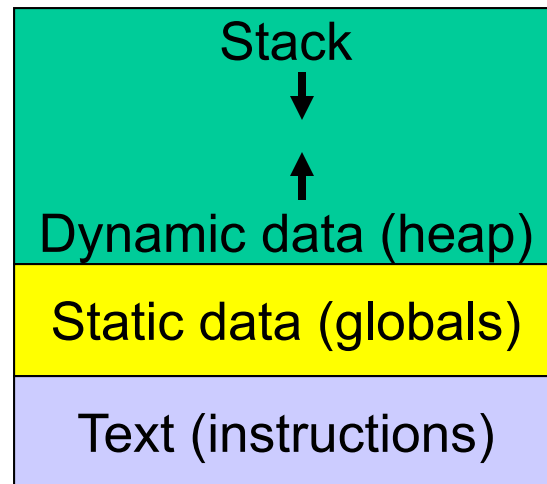 Stack
Dynamic data (heap)
Static data (globals)
Text (instructions)